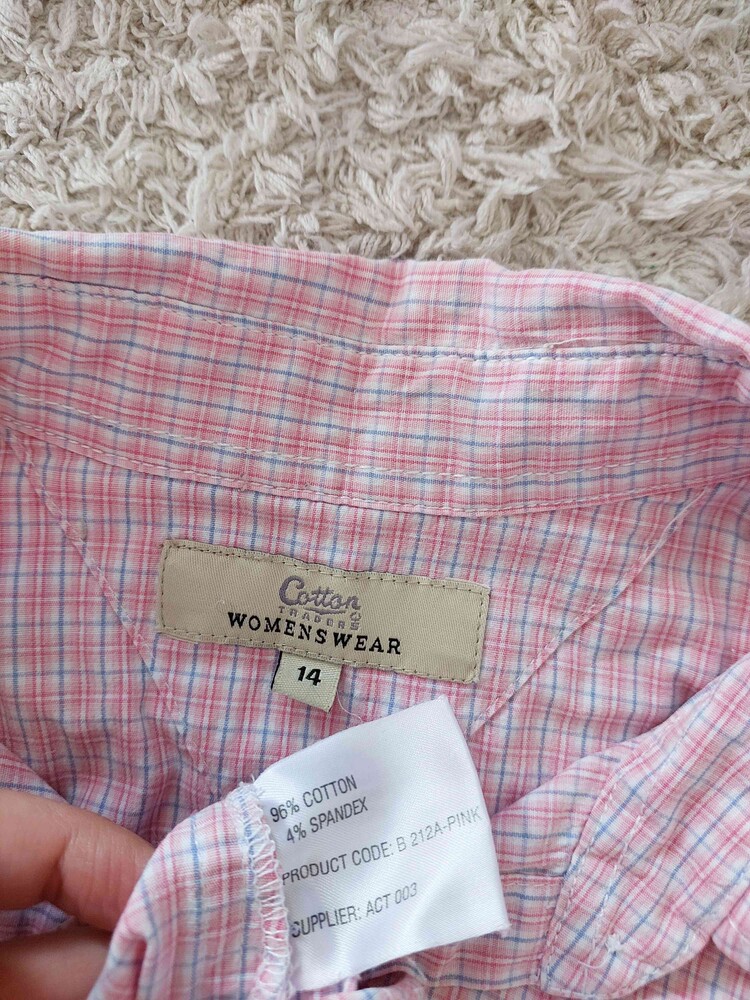 Cotton
TRADERS
WOMENSWEAR
14
96% COTTON
4% SPANDEX
PRODUCT CODE: B 212A-PINK
SUPPLIER: ACT 003